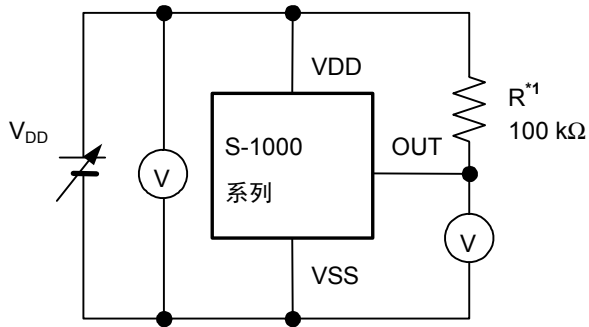 VDD
R*1
100 kΩ
VDD
S-1000
系列
OUT
V
V
VSS